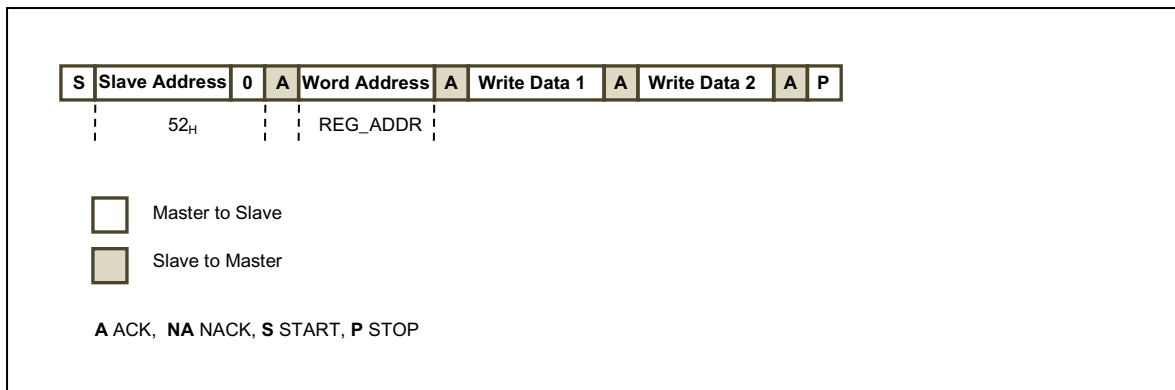 S Slave Address 0 A Word Address A Write Data 1 A Write Data 2 A P
52H REG_ADDR
Master to Slave
Slave to Master
A ACK, NA NACK, S START, P STOP